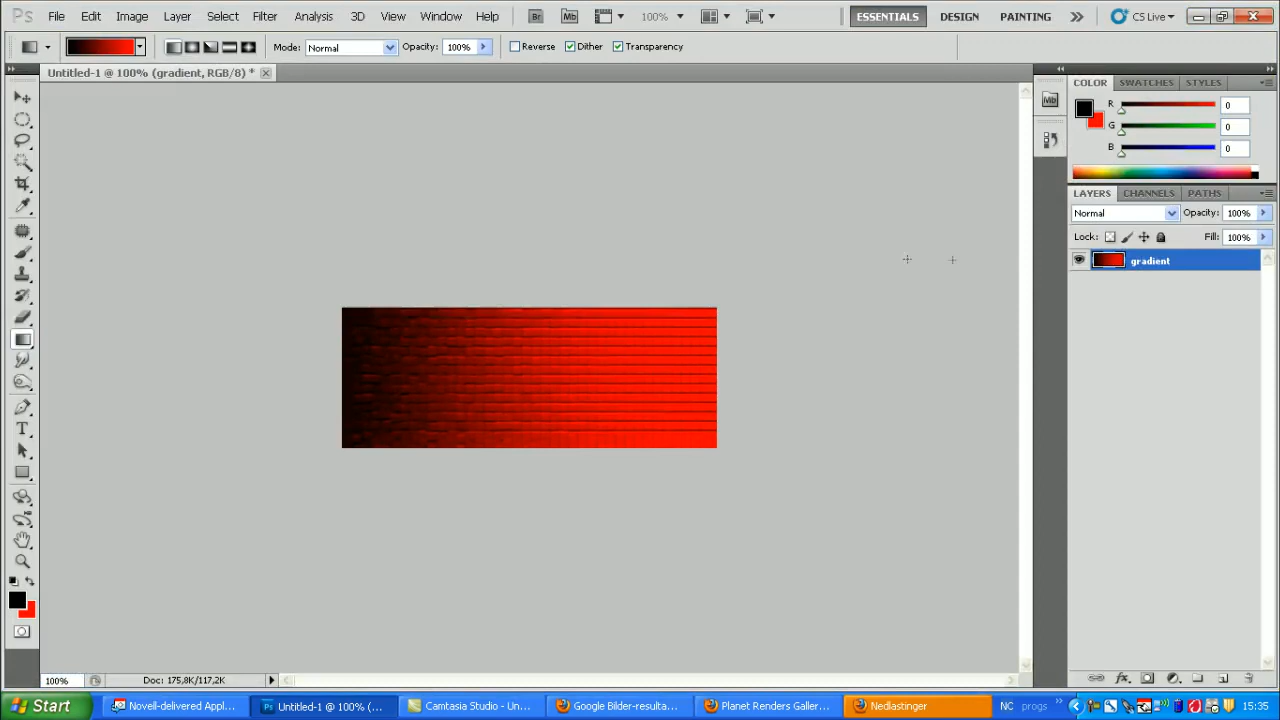 Ps File Edit Image Layer Select Filter Analysis 3D View Window Help Br Mb 100% ESSENTIALS DESIGN PAINTING CS Live
Mode: Normal Opacity: 100% Reverse Dither Transparency
Untitled-1 @ 100% (gradient, RGB/8) *
COLOR SWATCHES STYLES
Mb
R 0
G 0
B 0
LAYERS CHANNELS PATHS
Normal Opacity: 100%
Lock: Fill: 100%
gradient
T
100% Doc: 175,8K/117,2K
Start Novell-delivered Appl... Untitled-1 @ 100% (... Camtasia Studio - Un... Google Bilder-resulta... Planet Renders Galler... Nedlastinger NC progs 15:35